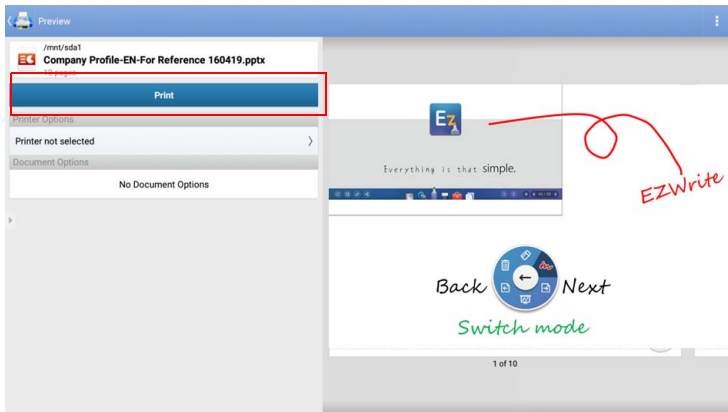 Preview
/mnt/sda1
Company Profile-EN-For Reference 160419.pptx
10 pages
Print
Printer Options
Printer not selected
Document Options
No Document Options
Ez
Everything is that simple.
EZWrite
Back
Next
Switch mode
1 of 10